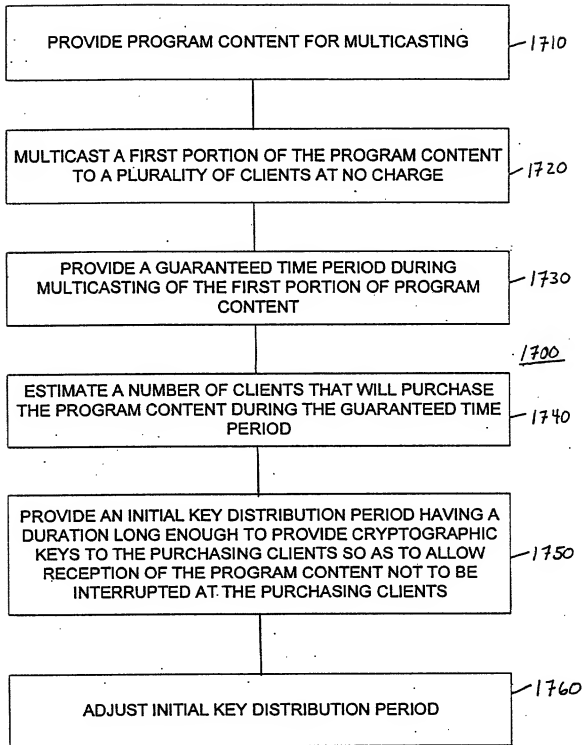 PROVIDE PROGRAM CONTENT FOR MULTICASTING
1710
MULTICAST A FIRST PORTION OF THE PROGRAM CONTENT
TO A PLURALITY OF CLIENTS AT NO CHARGE
1720
PROVIDE A GUARANTEED TIME PERIOD DURING
MULTICASTING OF THE FIRST PORTION OF PROGRAM
CONTENT
1730
1700
ESTIMATE A NUMBER OF CLIENTS THAT WILL PURCHASE
THE PROGRAM CONTENT DURING THE GUARANTEED TIME
PERIOD
1740
PROVIDE AN INITIAL KEY DISTRIBUTION PERIOD HAVING A
DURATION LONG ENOUGH TO PROVIDE CRYPTOGRAPHIC
KEYS TO THE PURCHASING CLIENTS SO AS TO ALLOW
RECEPTION OF THE PROGRAM CONTENT NOT TO BE
INTERRUPTED AT THE PURCHASING CLIENTS
1750
ADJUST INITIAL KEY DISTRIBUTION PERIOD
1760